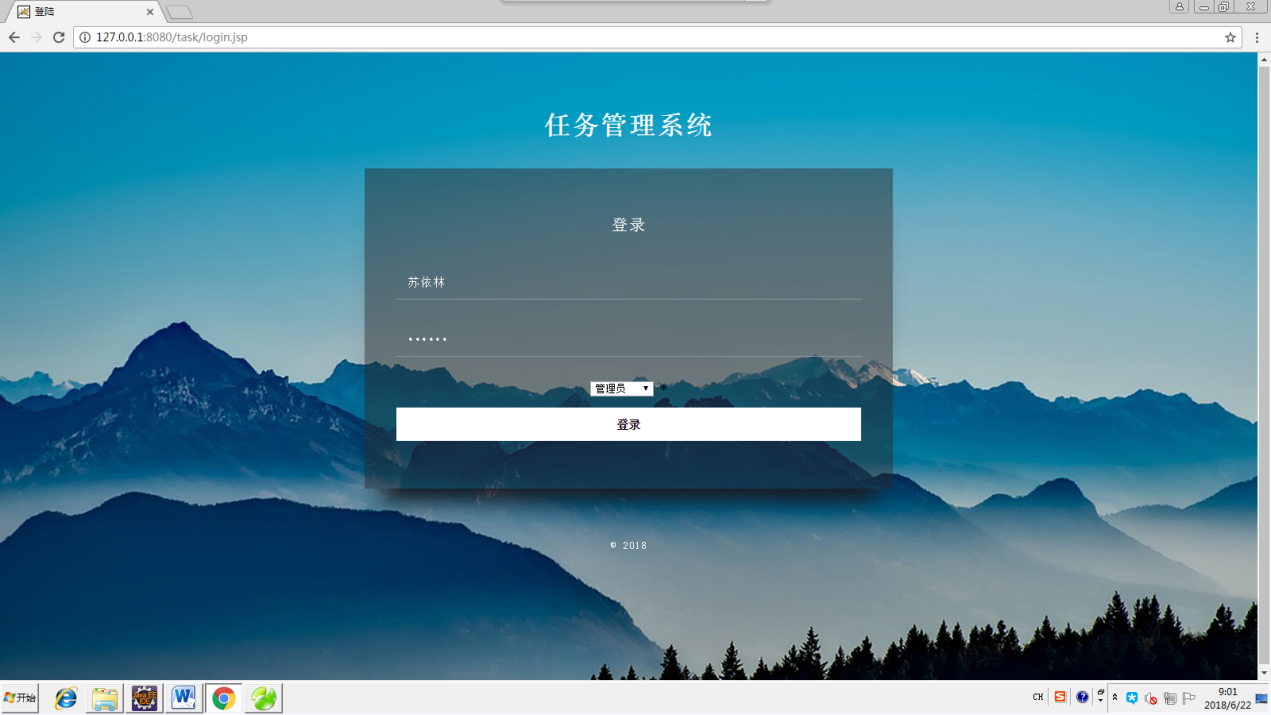 登陆
127.0.0.1:8080/task/login.jsp
任务管理系统
登录
苏依林
••••••
管理员 *
登录
© 2018
开始
CH
9:01
2018/6/22